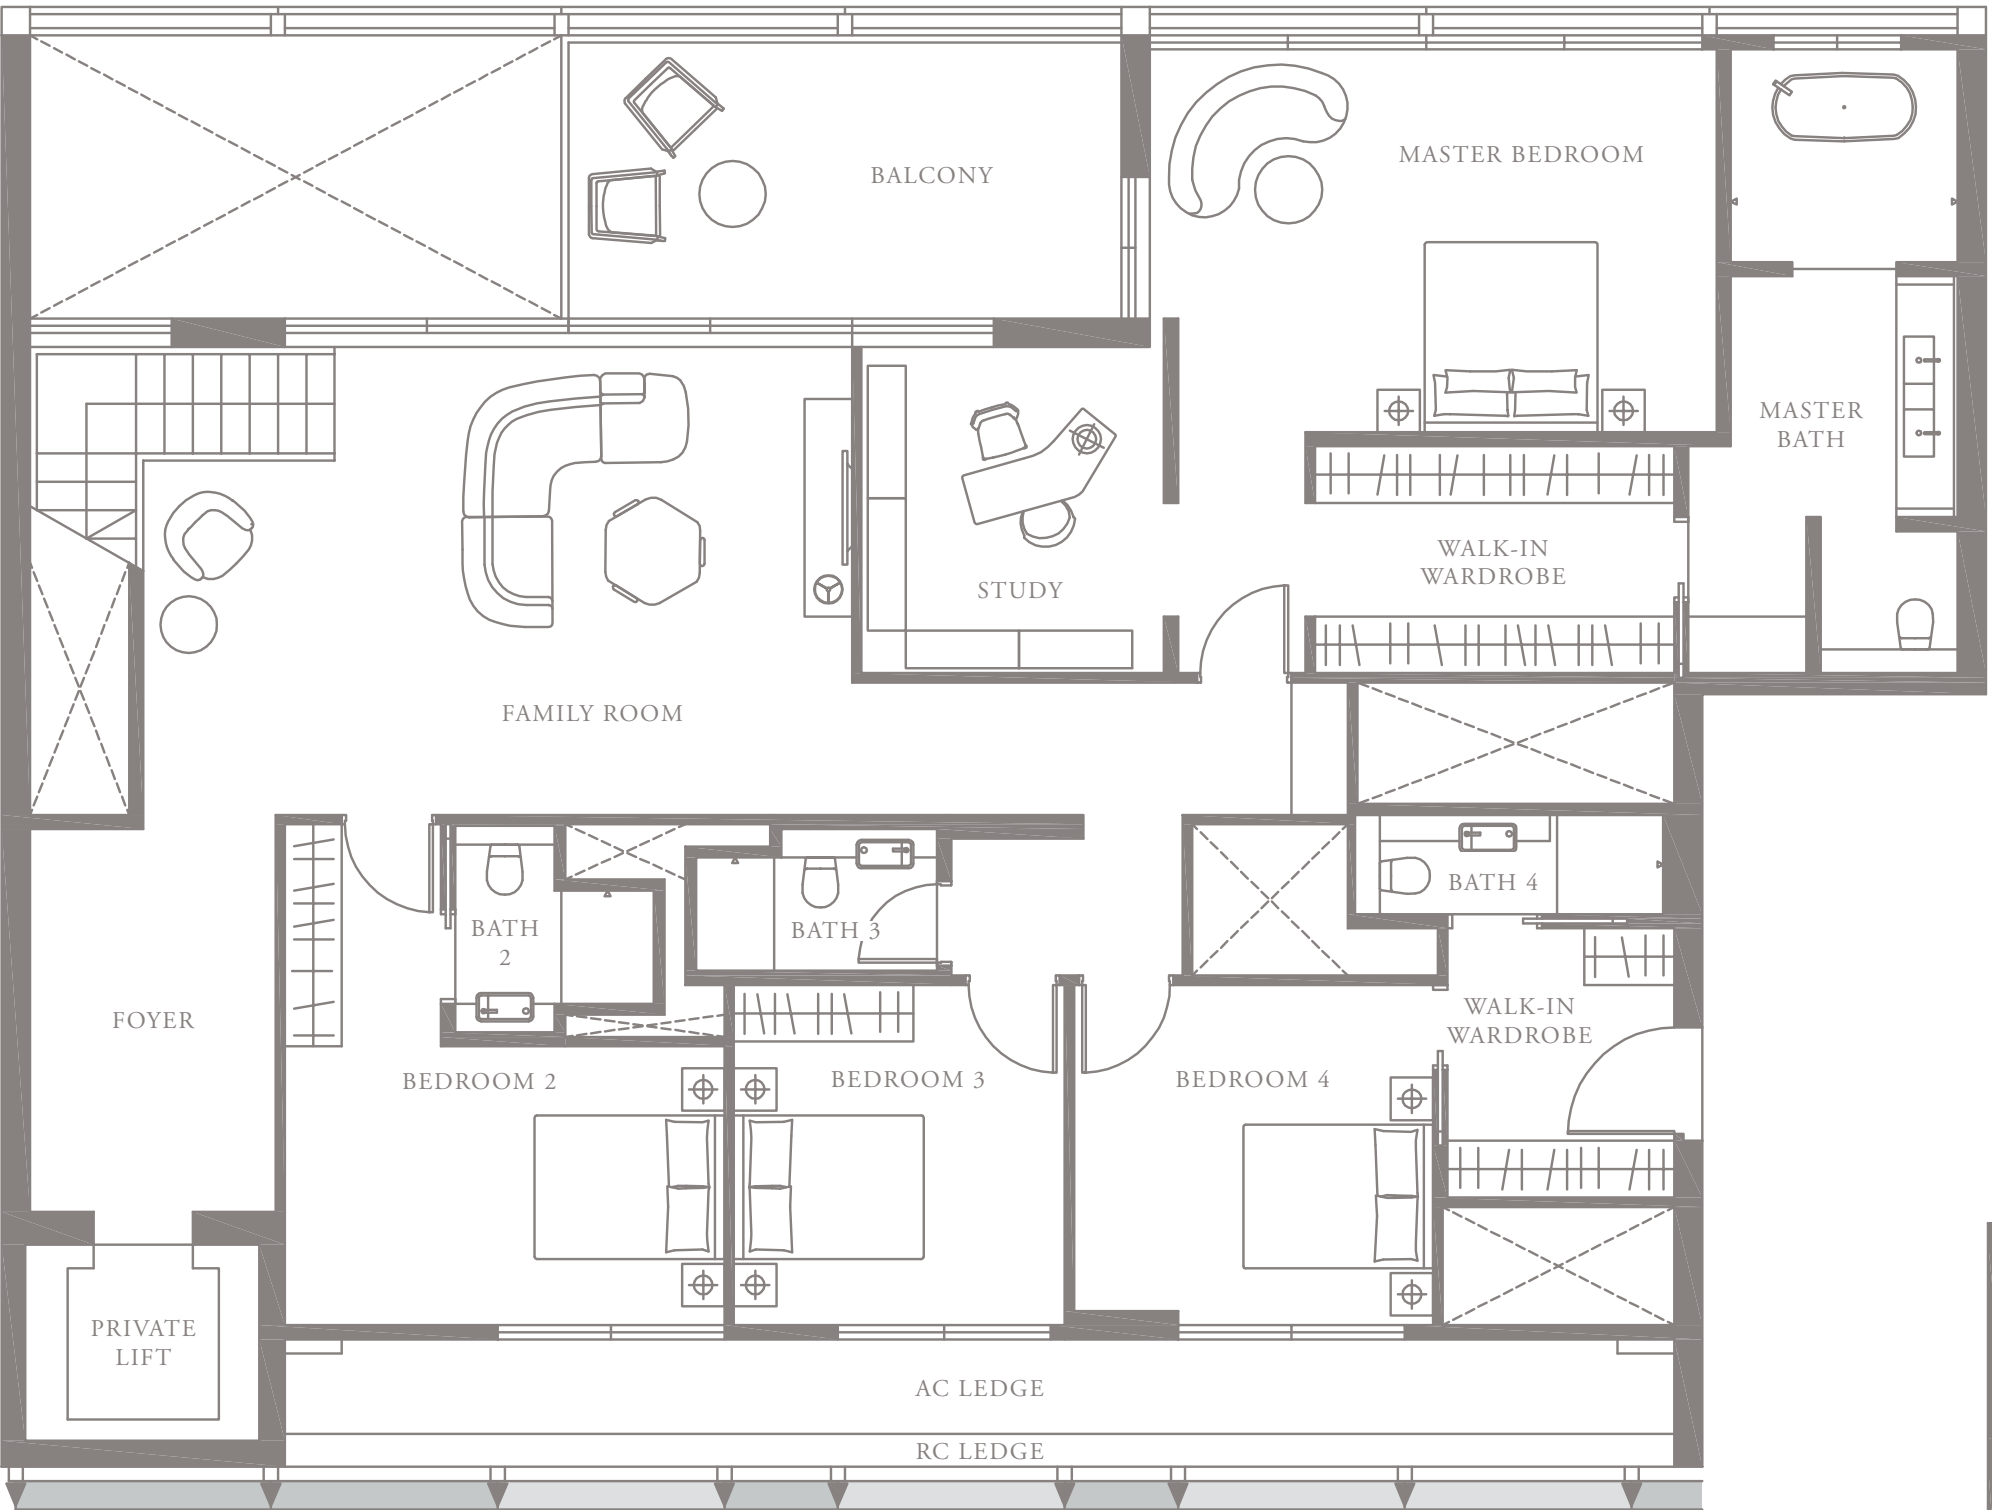 BALCONY
MASTER BEDROOM
MASTER
BATH
STUDY
WALK-IN
WARDROBE
FAMILY ROOM
BATH
2
BATH 3
BATH 4
FOYER
WALK-IN
WARDROBE
BEDROOM 2
BEDROOM 3
BEDROOM 4
PRIVATE
LIFT
AC LEDGE
RC LEDGE